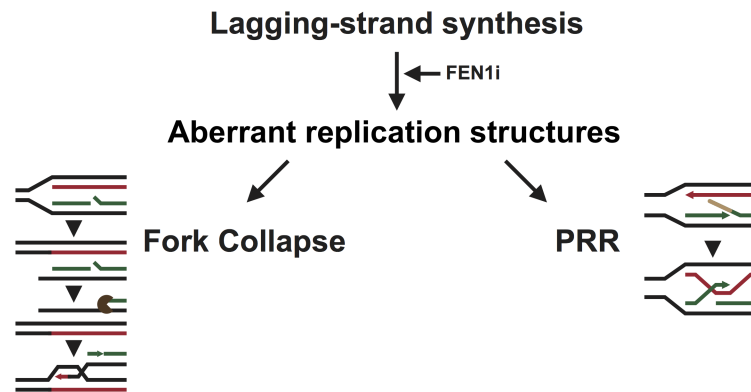 Lagging-strand synthesis
FEN1i
Aberrant replication structures
Fork Collapse
PRR